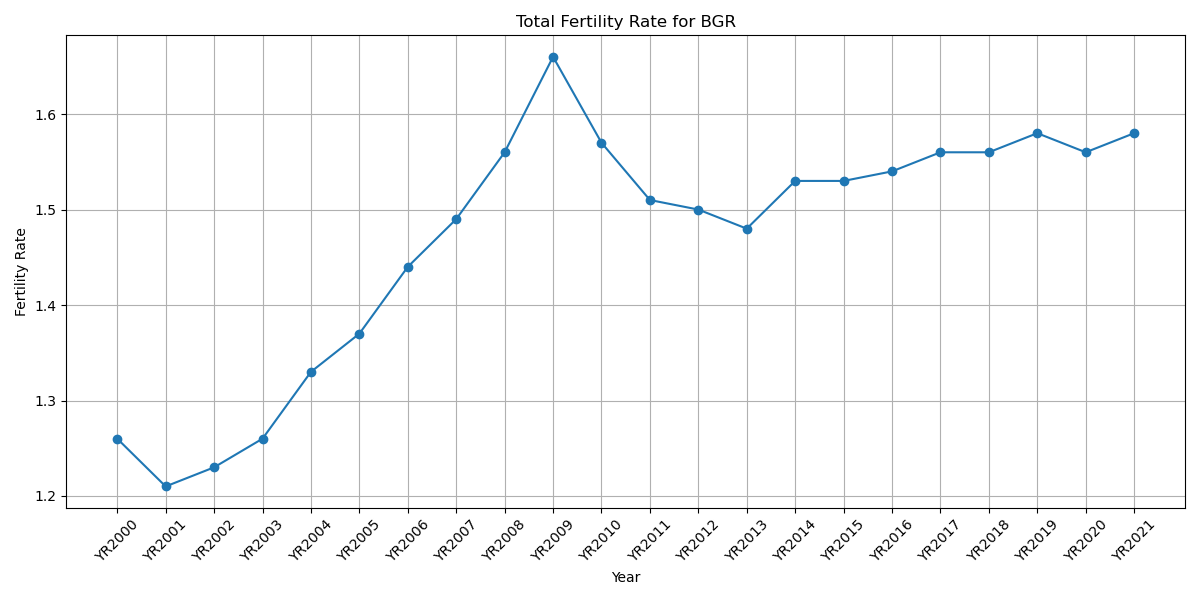 Total Fertility Rate for BGR
Fertility Rate
1.6
1.5
1.4
1.3
1.2
YR2000
YR2001
YR2002
YR2003
YR2004
YR2005
YR2006
YR2007
YR2008
YR2009
YR2010
YR2011
YR2012
YR2013
YR2014
YR2015
YR2016
YR2017
YR2018
YR2019
YR2020
YR2021
Year